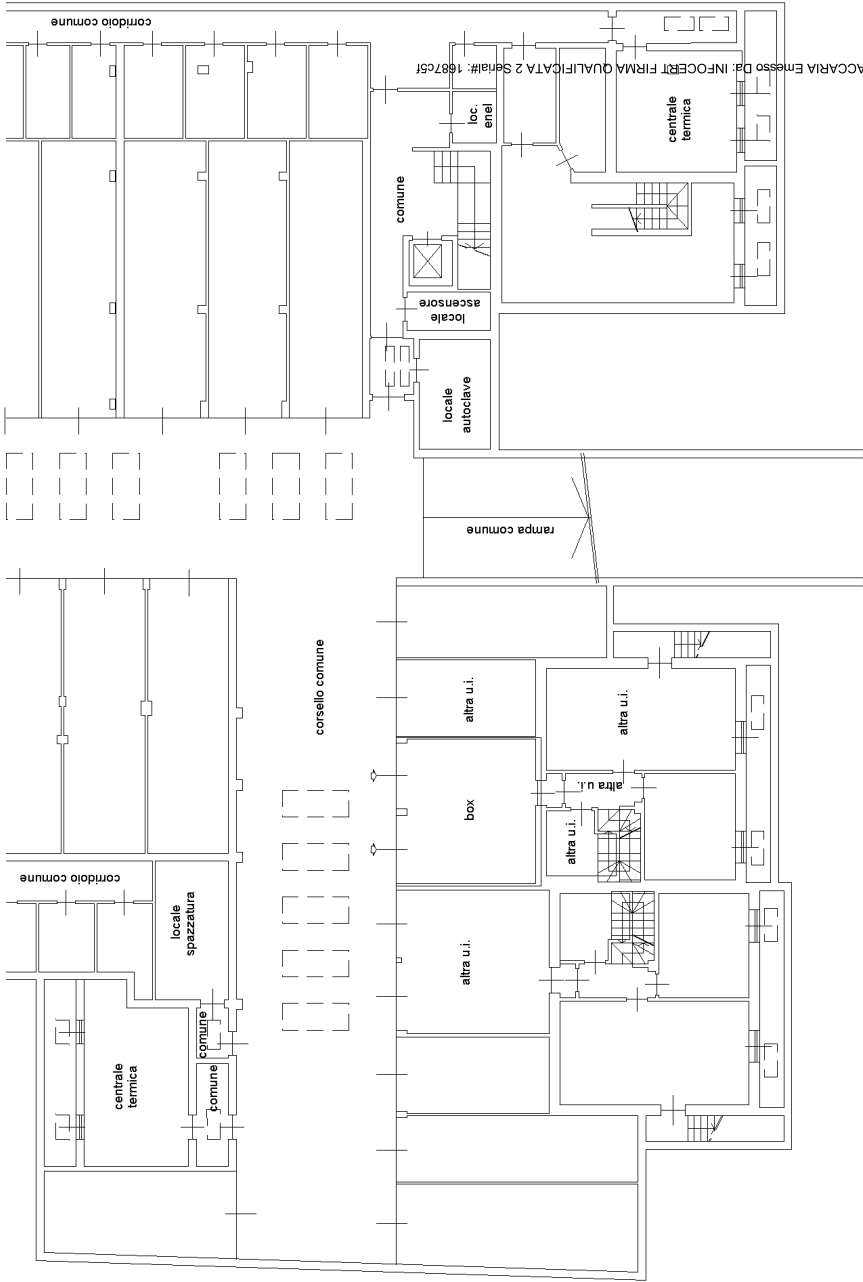 corridoio comune
ACCARIA Emesso Da: INFOCERT FIRMA QUALIFICATA 2 Serial#: 1687c5f
loc.
enel
centrale
termica
comune
locale
ascensore
locale
autoclave
rampa comune
corsello comune
altra u.i.
altra u.i.
altra u.i.
box
altra u.i.
corridoio comune
locale
spazzatura
altra u.i.
comune
centrale
termica
comune